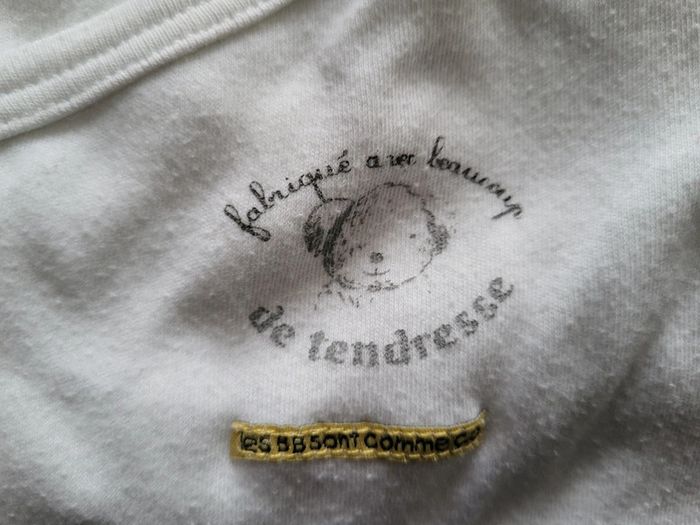 fabriqué avec beaucoup
de tendresse
les BB sont comme ça